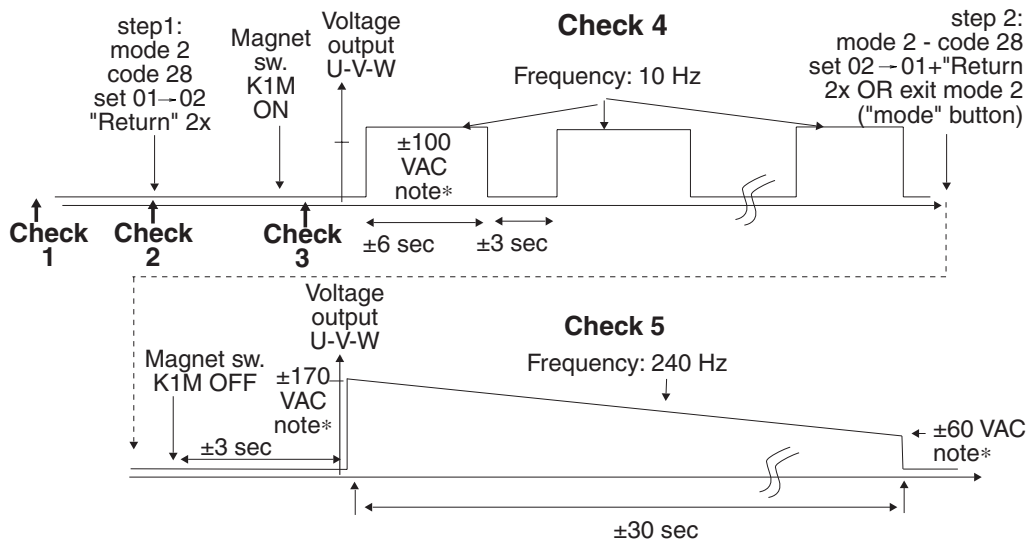 step1:
mode 2
code 28
set 01→02
"Return" 2x
Magnet
sw.
K1M
ON
Voltage
output
U-V-W
Check 4
Frequency: 10 Hz
step 2:
mode 2 - code 28
set 02→01+"Return
2x OR exit mode 2
("mode" button)
±100
VAC
note*
Check
1
Check
2
Check
3
±6 sec
±3 sec
Voltage
output
U-V-W
Check 5
Frequency: 240 Hz
Magnet sw.
K1M OFF
±170
VAC
note*
±3 sec
±60 VAC
note*
±30 sec